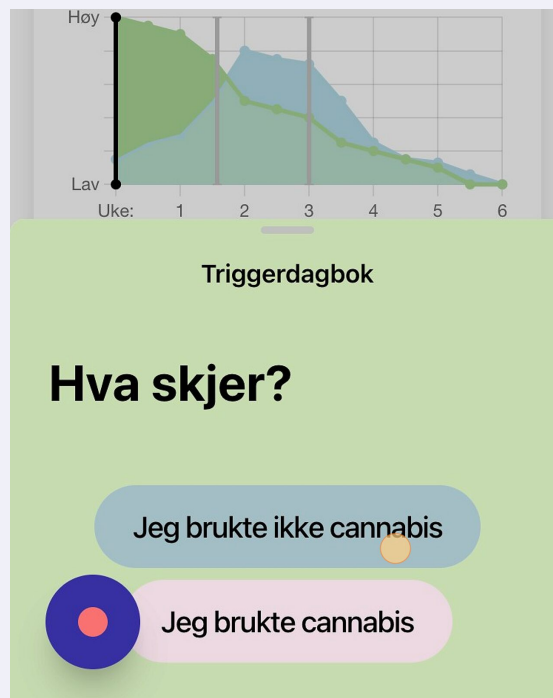 Høy
Lav
Uke: 1 2 3 4 5 6
Triggerdagbok
Hva skjer?
Jeg brukte ikke cannabis
Jeg brukte cannabis